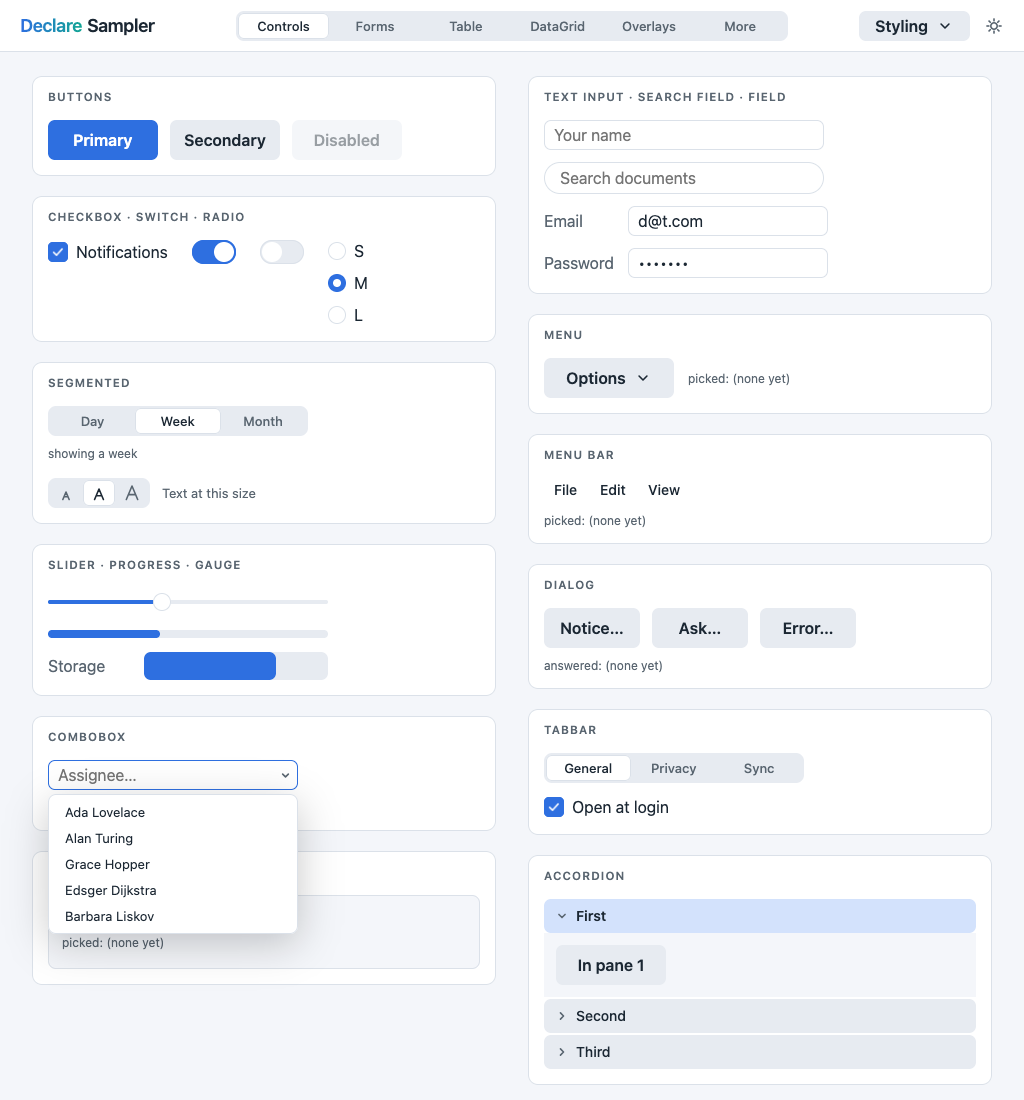 Declare Sampler
Controls Forms Table DataGrid Overlays More
Styling
BUTTONS
Primary Secondary Disabled
CHECKBOX · SWITCH · RADIO
Notifications
S
M
L
SEGMENTED
Day Week Month
showing a week
A A A Text at this size
SLIDER · PROGRESS · GAUGE
Storage
COMBOBOX
Assignee...
Ada Lovelace
Alan Turing
Grace Hopper
Edsger Dijkstra
Barbara Liskov
picked: (none yet)
TEXT INPUT · SEARCH FIELD · FIELD
Your name
Search documents
Email d@t.com
Password •••••••
MENU
Options picked: (none yet)
MENU BAR
File Edit View
picked: (none yet)
DIALOG
Notice... Ask... Error...
answered: (none yet)
TABBAR
General Privacy Sync
Open at login
ACCORDION
First
In pane 1
Second
Third